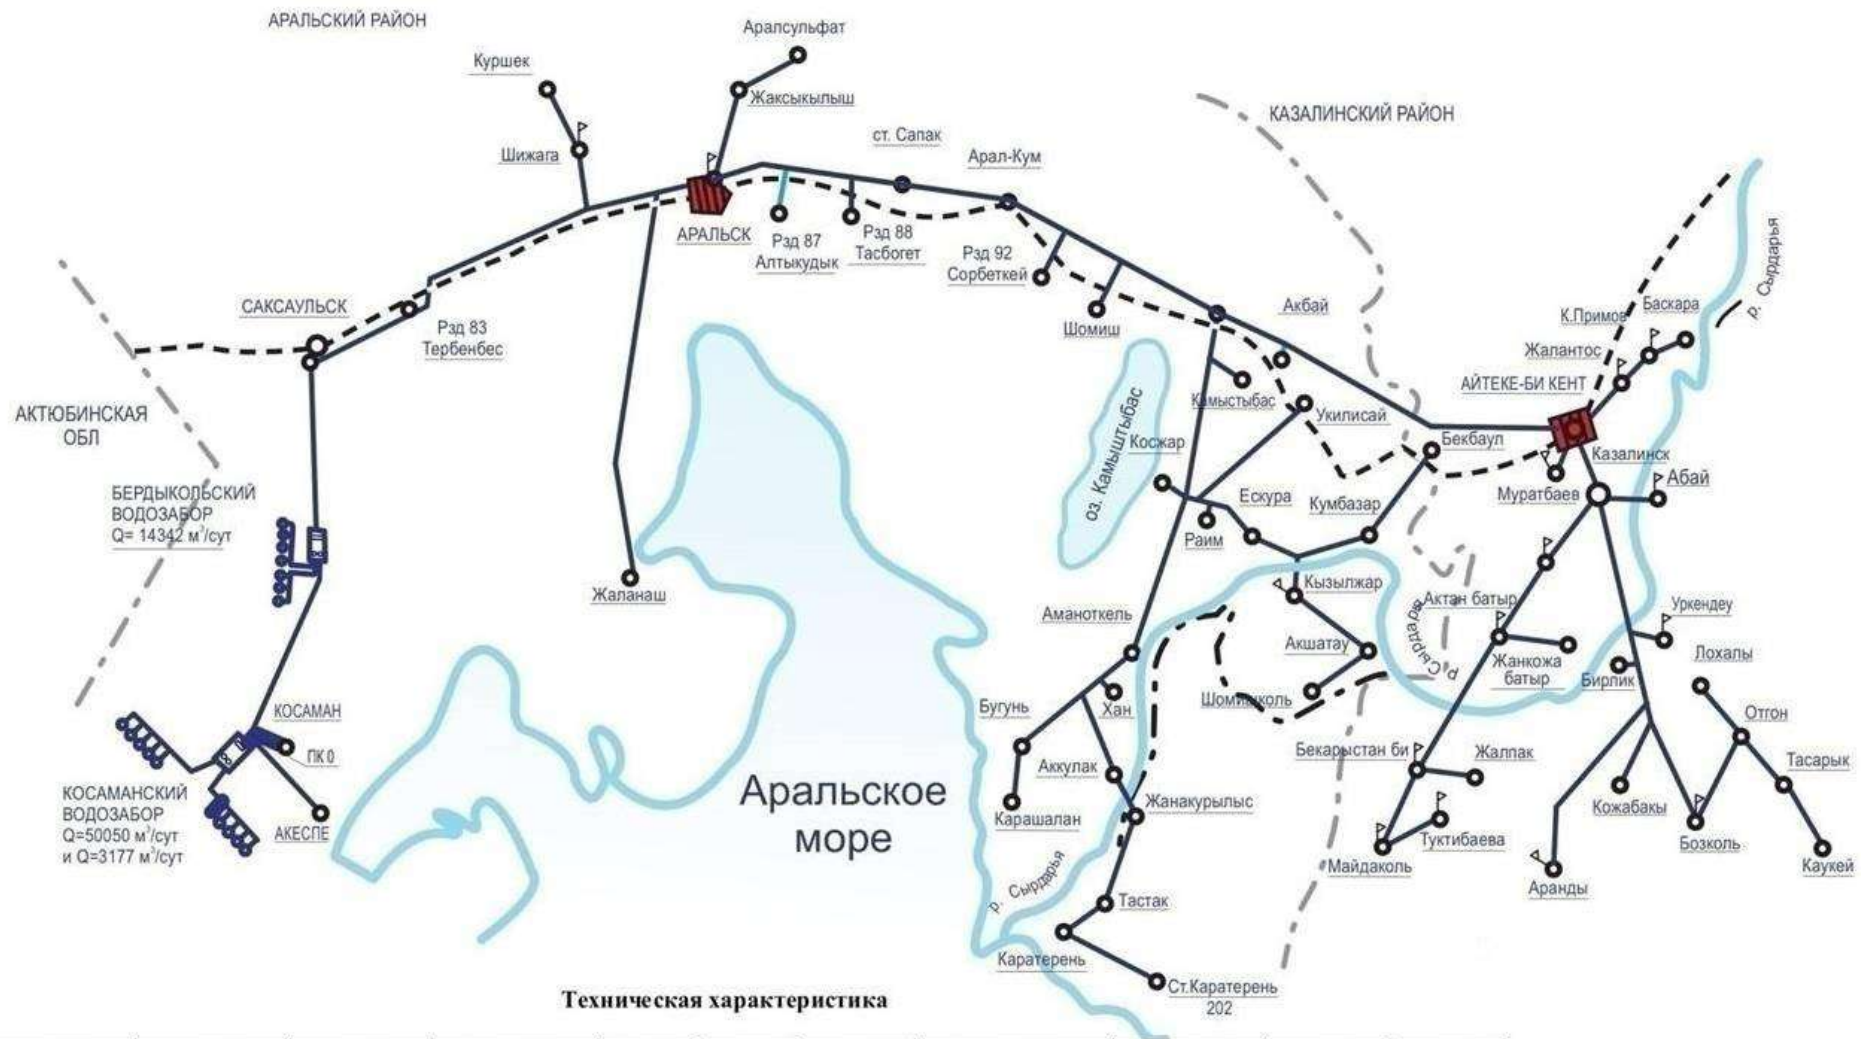 АРАЛЬСКИЙ РАЙОН
Аралсульфат
Куршек
Жаксыкылыш
КАЗАЛИНСКИЙ РАЙОН
ст. Сапак
Шижага
Арал-Кум
АРАЛЬСК
Рзд 87
Алтыкудык
Рзд 88
Тасбогет
Рзд 92
Сорбеткей
р. Сырдарья
САКСАУЛЬСК
Рзд 83
Тербенбес
Шомиш
Акбай
К.Примов
Баскара
Жалантос
АЙТЕКЕ-БИ КЕНТ
АКТЮБИНСКАЯ
ОБЛ
Камыстыбас
Укилисай
оз. Камыштыбас
Косжар
Бекбаул
Казалинск
Абай
БЕРДЫКОЛЬСКИЙ
ВОДОЗАБОР
Q= 14342 м³/сут
Ескура
Кумбазар
Муратбаев
Раим
Жаланаш
Кызылжар
Актан батыр
Уркендеу
Аманоткель
р. Сырдарья
Акшатау
Жанкожа
батыр
Бирлик
Лохалы
Шомишколь
КОСАМАН
ПК 0
Бугунь
Хан
Отгон
Бекарыстан би
Жалпак
Тасарык
Аккулак
КОСАМАНСКИЙ
ВОДОЗАБОР
Q=50050 м³/сут
и Q=3177 м³/сут
АКЕСПЕ
Аральское
море
Карашалан
Жанакурылыс
Кожабакы
Туктибаева
Бозколь
Майдаколь
Каукей
Аранды
р. Сырдарья
Тастак
Каратерень
Ст.Каратерень
202
Техническая характеристика